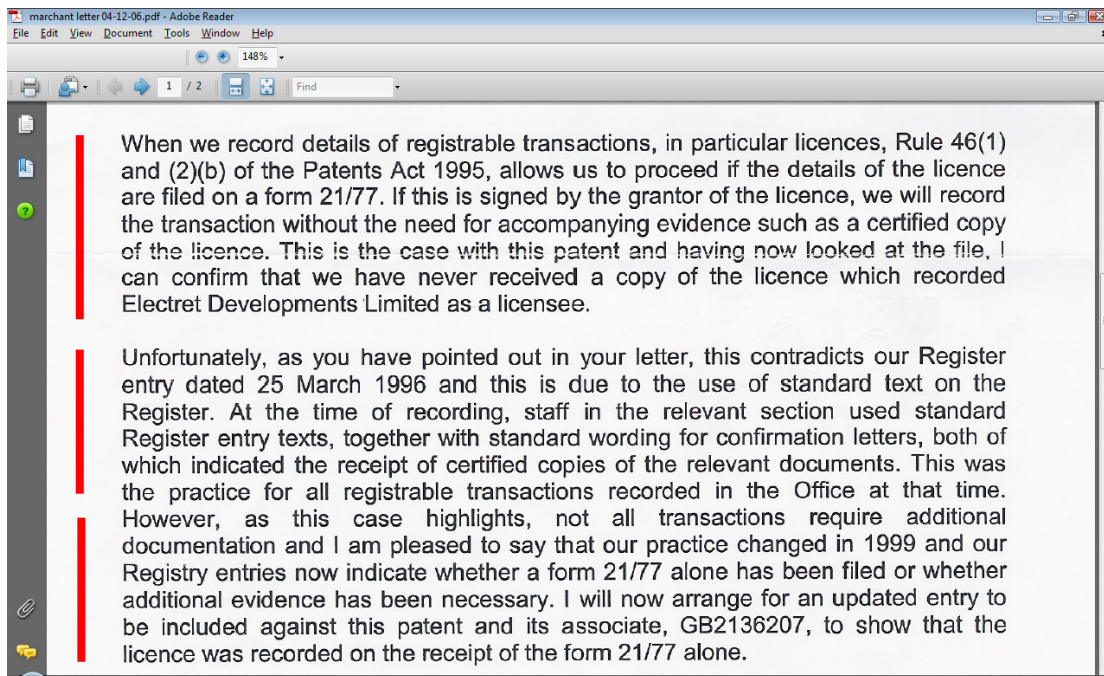 marchant letter 04-12-06.pdf - Adobe Reader
File Edit View Document Tools Window Help
148%
1 / 2 Find
When we record details of registrable transactions, in particular licences, Rule 46(1)
and (2)(b) of the Patents Act 1995, allows us to proceed if the details of the licence
are filed on a form 21/77. If this is signed by the grantor of the licence, we will record
the transaction without the need for accompanying evidence such as a certified copy
of the licence. This is the case with this patent and having now looked at the file, I
can confirm that we have never received a copy of the licence which recorded
Electret Developments Limited as a licensee.
Unfortunately, as you have pointed out in your letter, this contradicts our Register
entry dated 25 March 1996 and this is due to the use of standard text on the
Register. At the time of recording, staff in the relevant section used standard
Register entry texts, together with standard wording for confirmation letters, both of
which indicated the receipt of certified copies of the relevant documents. This was
the practice for all registrable transactions recorded in the Office at that time.
However, as this case highlights, not all transactions require additional
documentation and I am pleased to say that our practice changed in 1999 and our
Registry entries now indicate whether a form 21/77 alone has been filed or whether
additional evidence has been necessary. I will now arrange for an updated entry to
be included against this patent and its associate, GB2136207, to show that the
licence was recorded on the receipt of the form 21/77 alone.